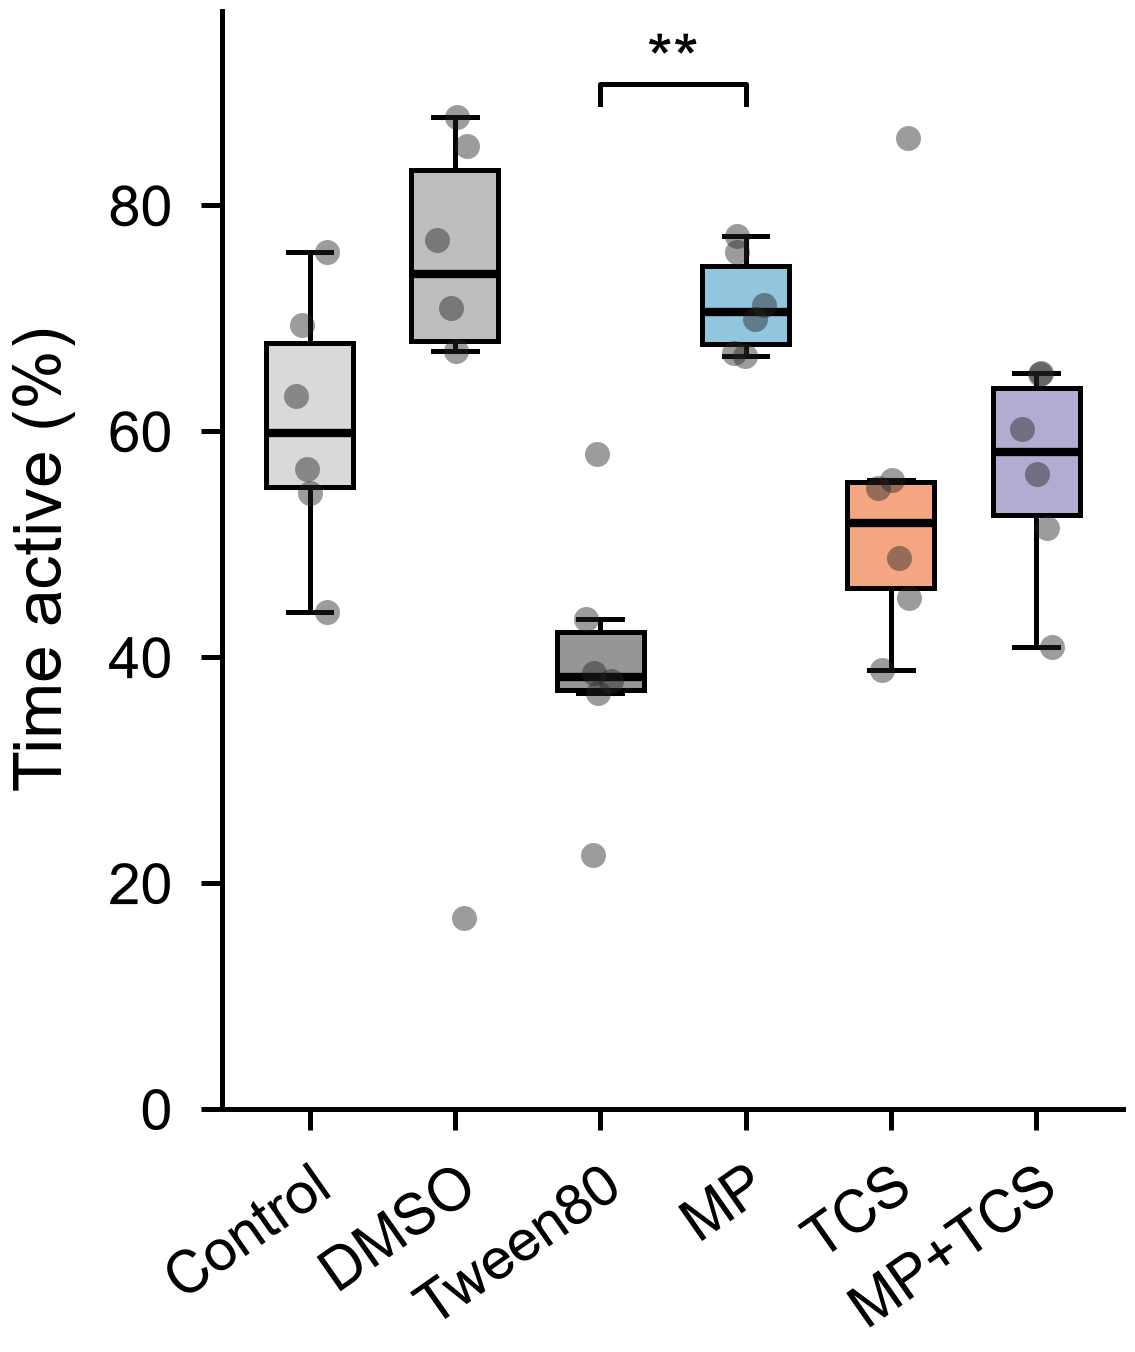 **
Time active (%)
80
60
40
20
0
Control
DMSO
Tween80
MP
TCS
MP+TCS